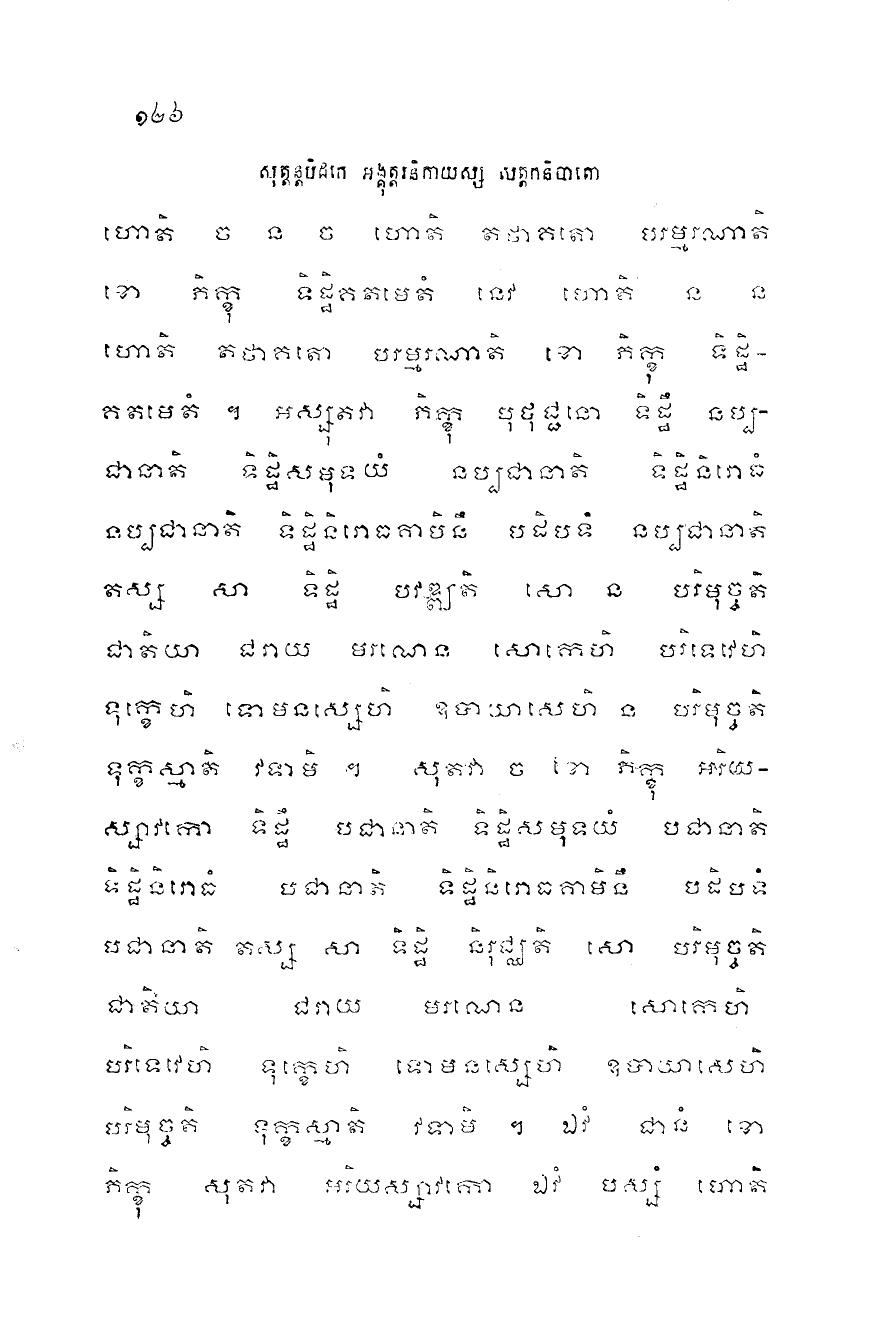 ១២៦
សុត្តន្តបិដកេ អង្គុត្តរនិកាយស្ស សត្តកនិបាតោ
ហោតិ ច ន ច ហោតិ តថាគតោ បរម្មរណាតិ
ខោ ភិក្ខុ ទិដ្ឋិគតមេតំ នេវ ហោតិ ន ន
ហោតិ តថាគតោ បរម្មរណាតិ ខោ ភិក្ខុ ទិដ្ឋិ-
គតមេតំ ។ អស្សុតវា ភិក្ខុ បុថុជ្ជនោ ទិដ្ឋឹ នប្ប-
ជានាតិ ទិដ្ឋិសមុទយំ នប្បជានាតិ ទិដ្ឋិនិរោធំ
នប្បជានាតិ ទិដ្ឋិនិរោធគាមិនឹ បដិបទំ នប្បជានាតិ
តស្ស សា ទិដ្ឋិ បវឌ្ឍតិ សោ ន បរិមុច្ចតិ
ជាតិយា ជរាយ មរណេន សោកេហិ បរិទេវេហិ
ទុក្ខេហិ ទោមនស្សេហិ ឧបាយាសេហិ ន បរិមុច្ចតិ
ទុក្ខស្មាតិ វទាមិ ។ សុតវា ច ខោ ភិក្ខុ អរិយ-
ស្សាវកោ ទិដ្ឋឹ បជានាតិ ទិដ្ឋិសមុទយំ បជានាតិ
ទិដ្ឋិនិរោធំ បជានាតិ ទិដ្ឋិនិរោធគាមិនឹ បដិបទំ
បជានាតិ តស្ស សា ទិដ្ឋិ និរុជ្ឈតិ សោ បរិមុច្ចតិ
ជាតិយា ជរាយ មរណេន សោកេហិ
បរិទេវេហិ ទុក្ខេហិ ទោមនស្សេហិ ឧបាយាសេហិ
បរិមុច្ចតិ ទុក្ខស្មាតិ វទាមិ ។ ឯវំ ជានំ ខោ
ភិក្ខុ សុតវា អរិយស្សាវកោ ឯវំ បស្សំ ហោតិ